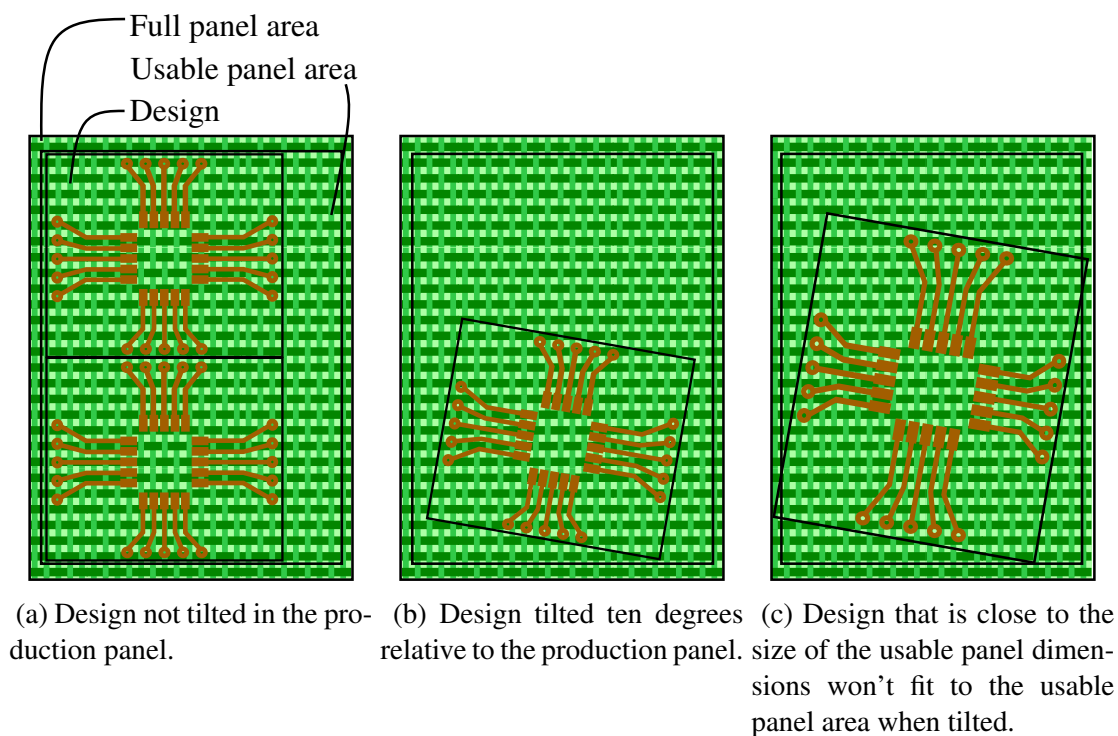 Full panel area
Usable panel area
Design
(a) Design not tilted in the pro-
duction panel.
(b) Design tilted ten degrees
relative to the production panel.
(c) Design that is close to the
size of the usable panel dimen-
sions won't fit to the usable
panel area when tilted.